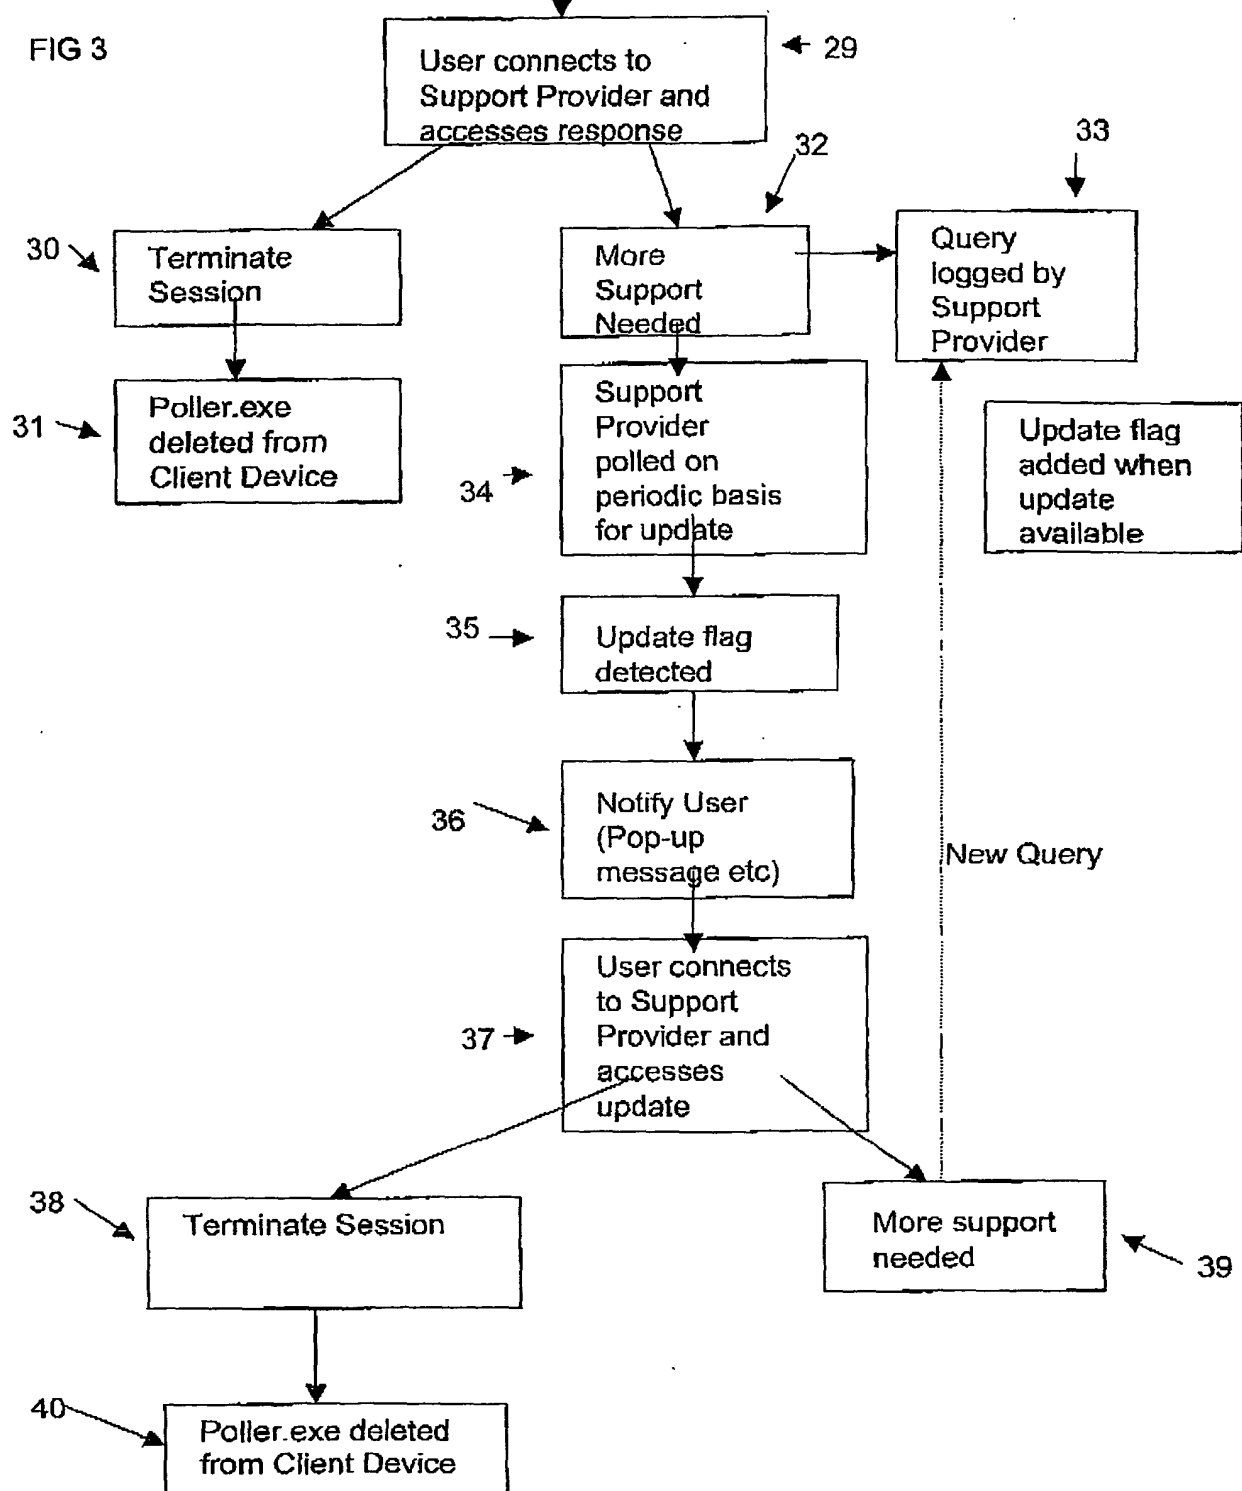 FIG 3
User connects to
Support Provider and
accesses response
29
32
33
30
Terminate
Session
More
Support
Needed
Query
logged by
Support
Provider
31
Poller.exe
deleted from
Client Device
34
Support
Provider
polled on
periodic basis
for update
Update flag
added when
update
available
35
Update flag
detected
36
Notify User
(Pop-up
message etc)
New Query
37
User connects
to Support
Provider and
accesses
update
38
Terminate Session
More support
needed
39
40
Poller.exe deleted
from Client Device